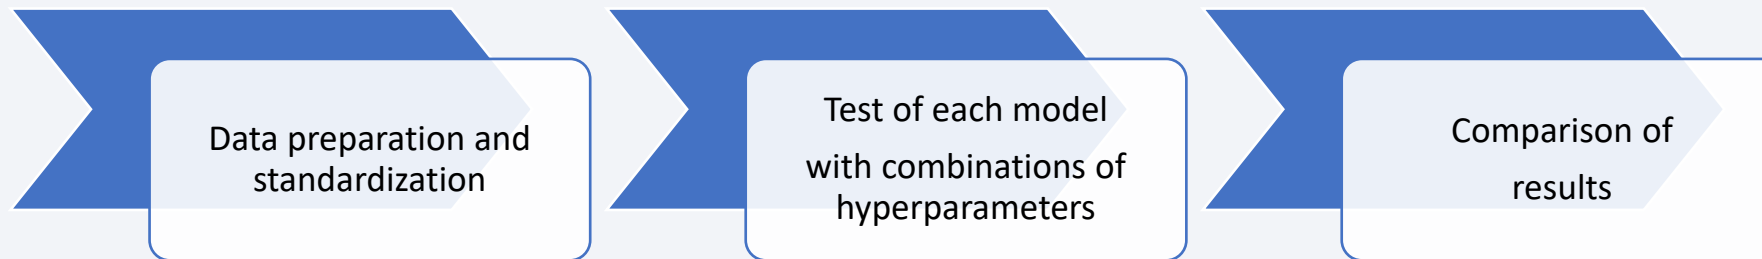 Data preparation and
standardization
Test of each model
with combinations of
hyperparameters
Comparison of
results